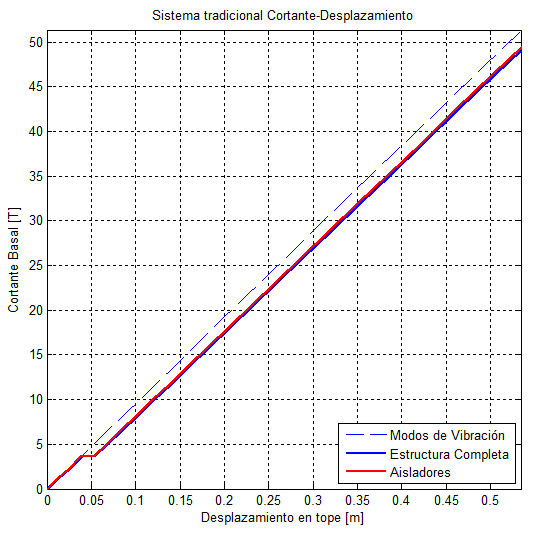 Sistema tradicional Cortante-Desplazamiento
Cortante Basal [T]
50
45
40
35
30
25
20
15
10
5
0
0 0.05 0.1 0.15 0.2 0.25 0.3 0.35 0.4 0.45 0.5
Desplazamiento en tope [m]
Modos de Vibración
Estructura Completa
Aisladores